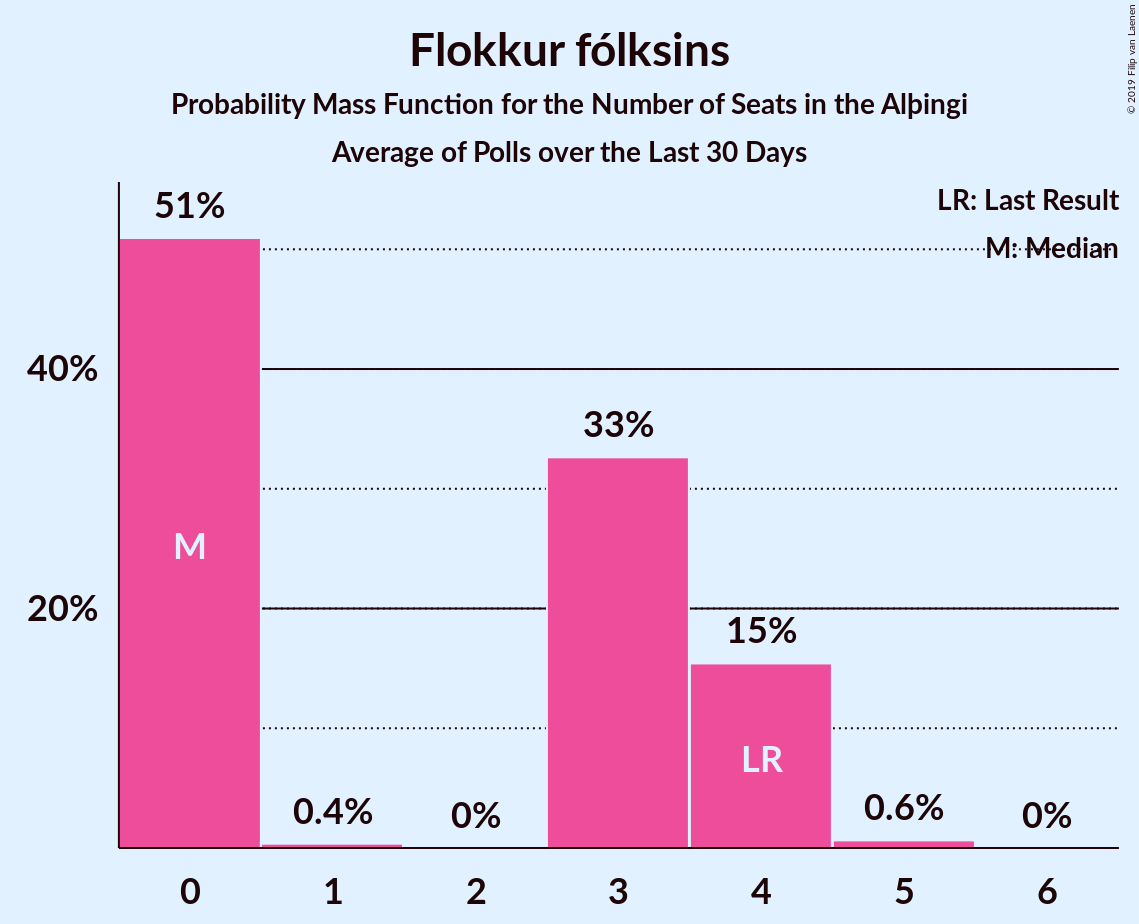 Flokkur fólksins
Probability Mass Function for the Number of Seats in the Alþingi
Average of Polls over the Last 30 Days
© 2019 Filip van Laenen
LR: Last Result
M: Median
51%
40%
33%
M
20%
15%
LR
0.4%
0%
0.6%
0%
0 1 2 3 4 5 6